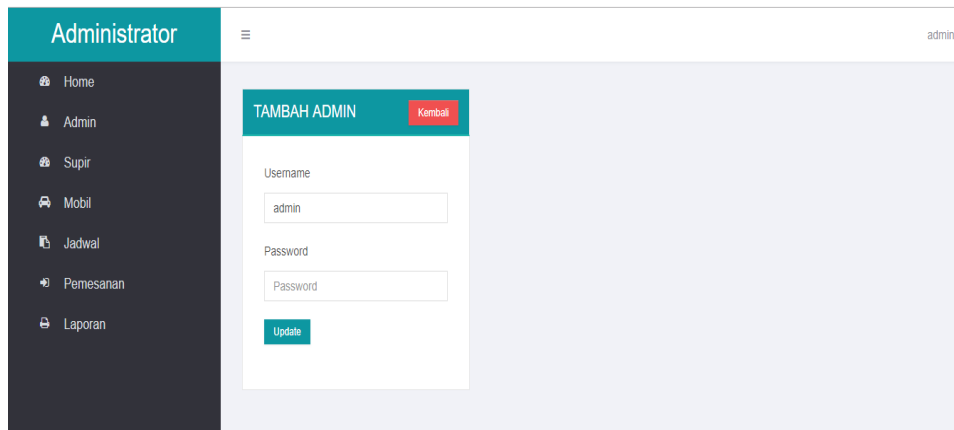 Administrator
admin
Home
Admin
Supir
Mobil
Jadwal
Pemesanan
Laporan
TAMBAH ADMIN
Kembali
Username
admin
Password
Password
Update